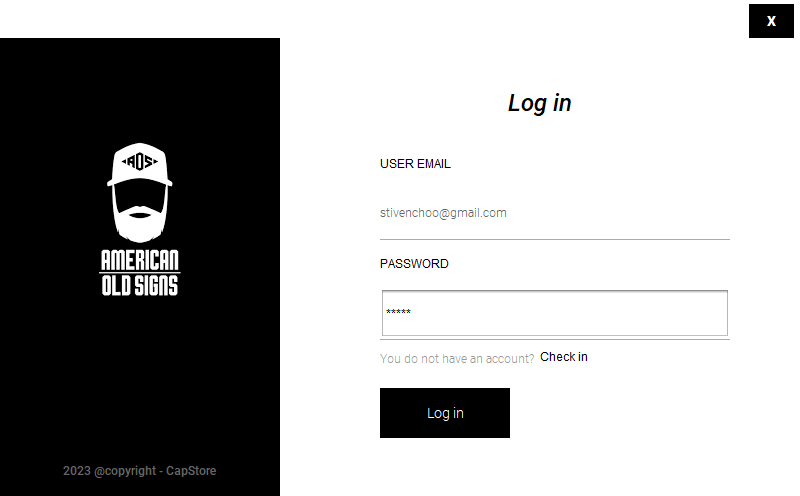 X
Log in
USER EMAIL
stivenchoo@gmail.com
PASSWORD
*****
You do not have an account? Check in
Log in
AOS
AMERICAN
OLD SIGNS
2023 @copyright - CapStore